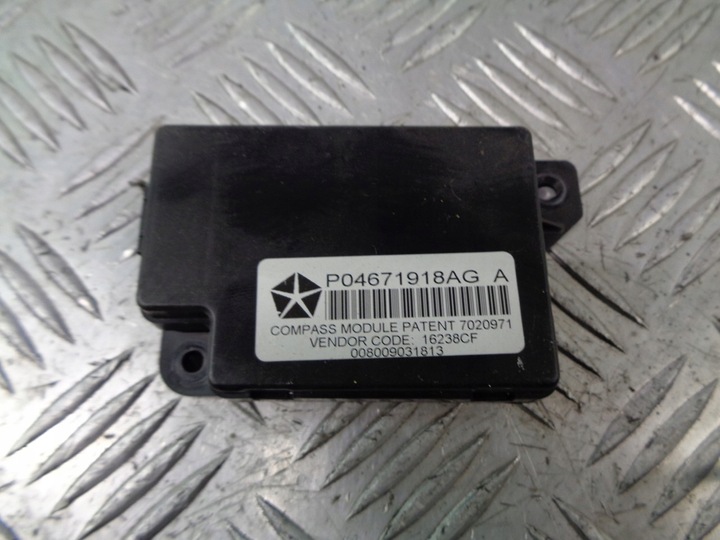 P04671918AG A
COMPASS MODULE PATENT 7020971
VENDOR CODE: 16238CF
008009031813